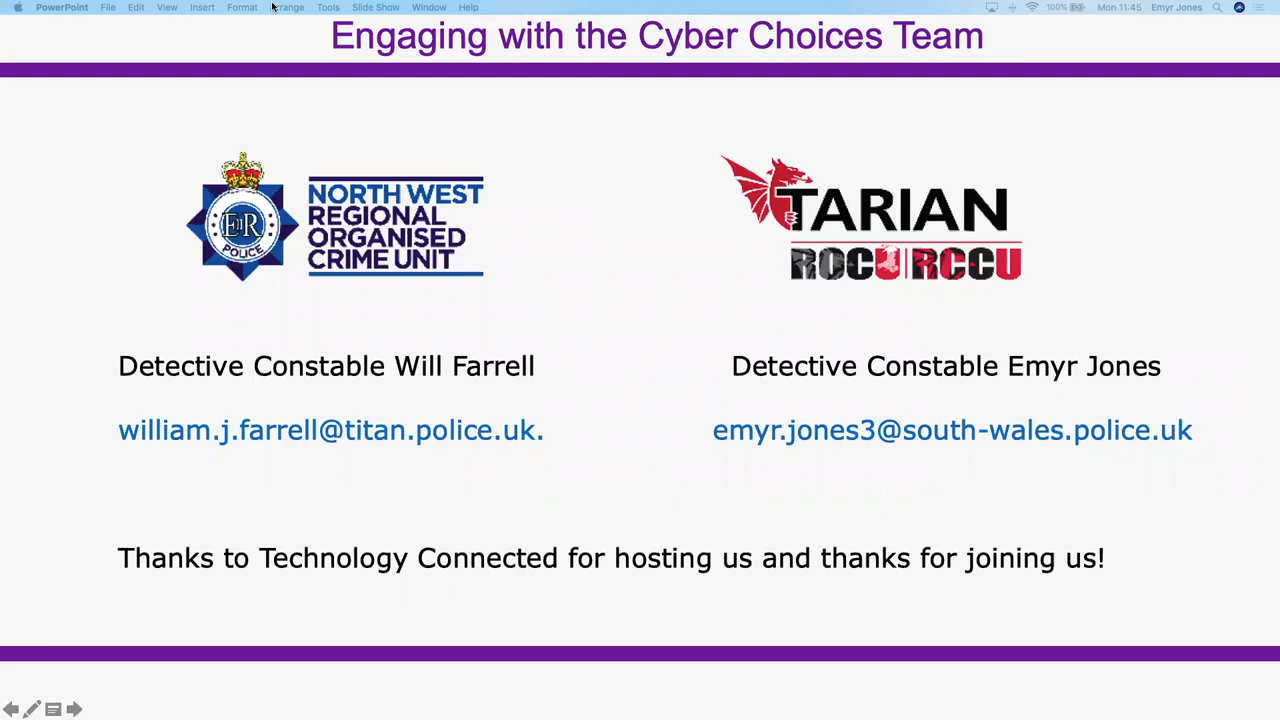 PowerPoint File Edit View Insert Format Arrange Tools Slide Show Window Help 100% Mon 11:45 Emyr Jones
Engaging with the Cyber Choices Team
NORTH WEST
REGIONAL
ORGANISED
CRIME UNIT
EIIR
POLICE
TARIAN
ROCU RCCU
Detective Constable Will Farrell
Detective Constable Emyr Jones
william.j.farrell@titan.police.uk.
emyr.jones3@south-wales.police.uk
Thanks to Technology Connected for hosting us and thanks for joining us!